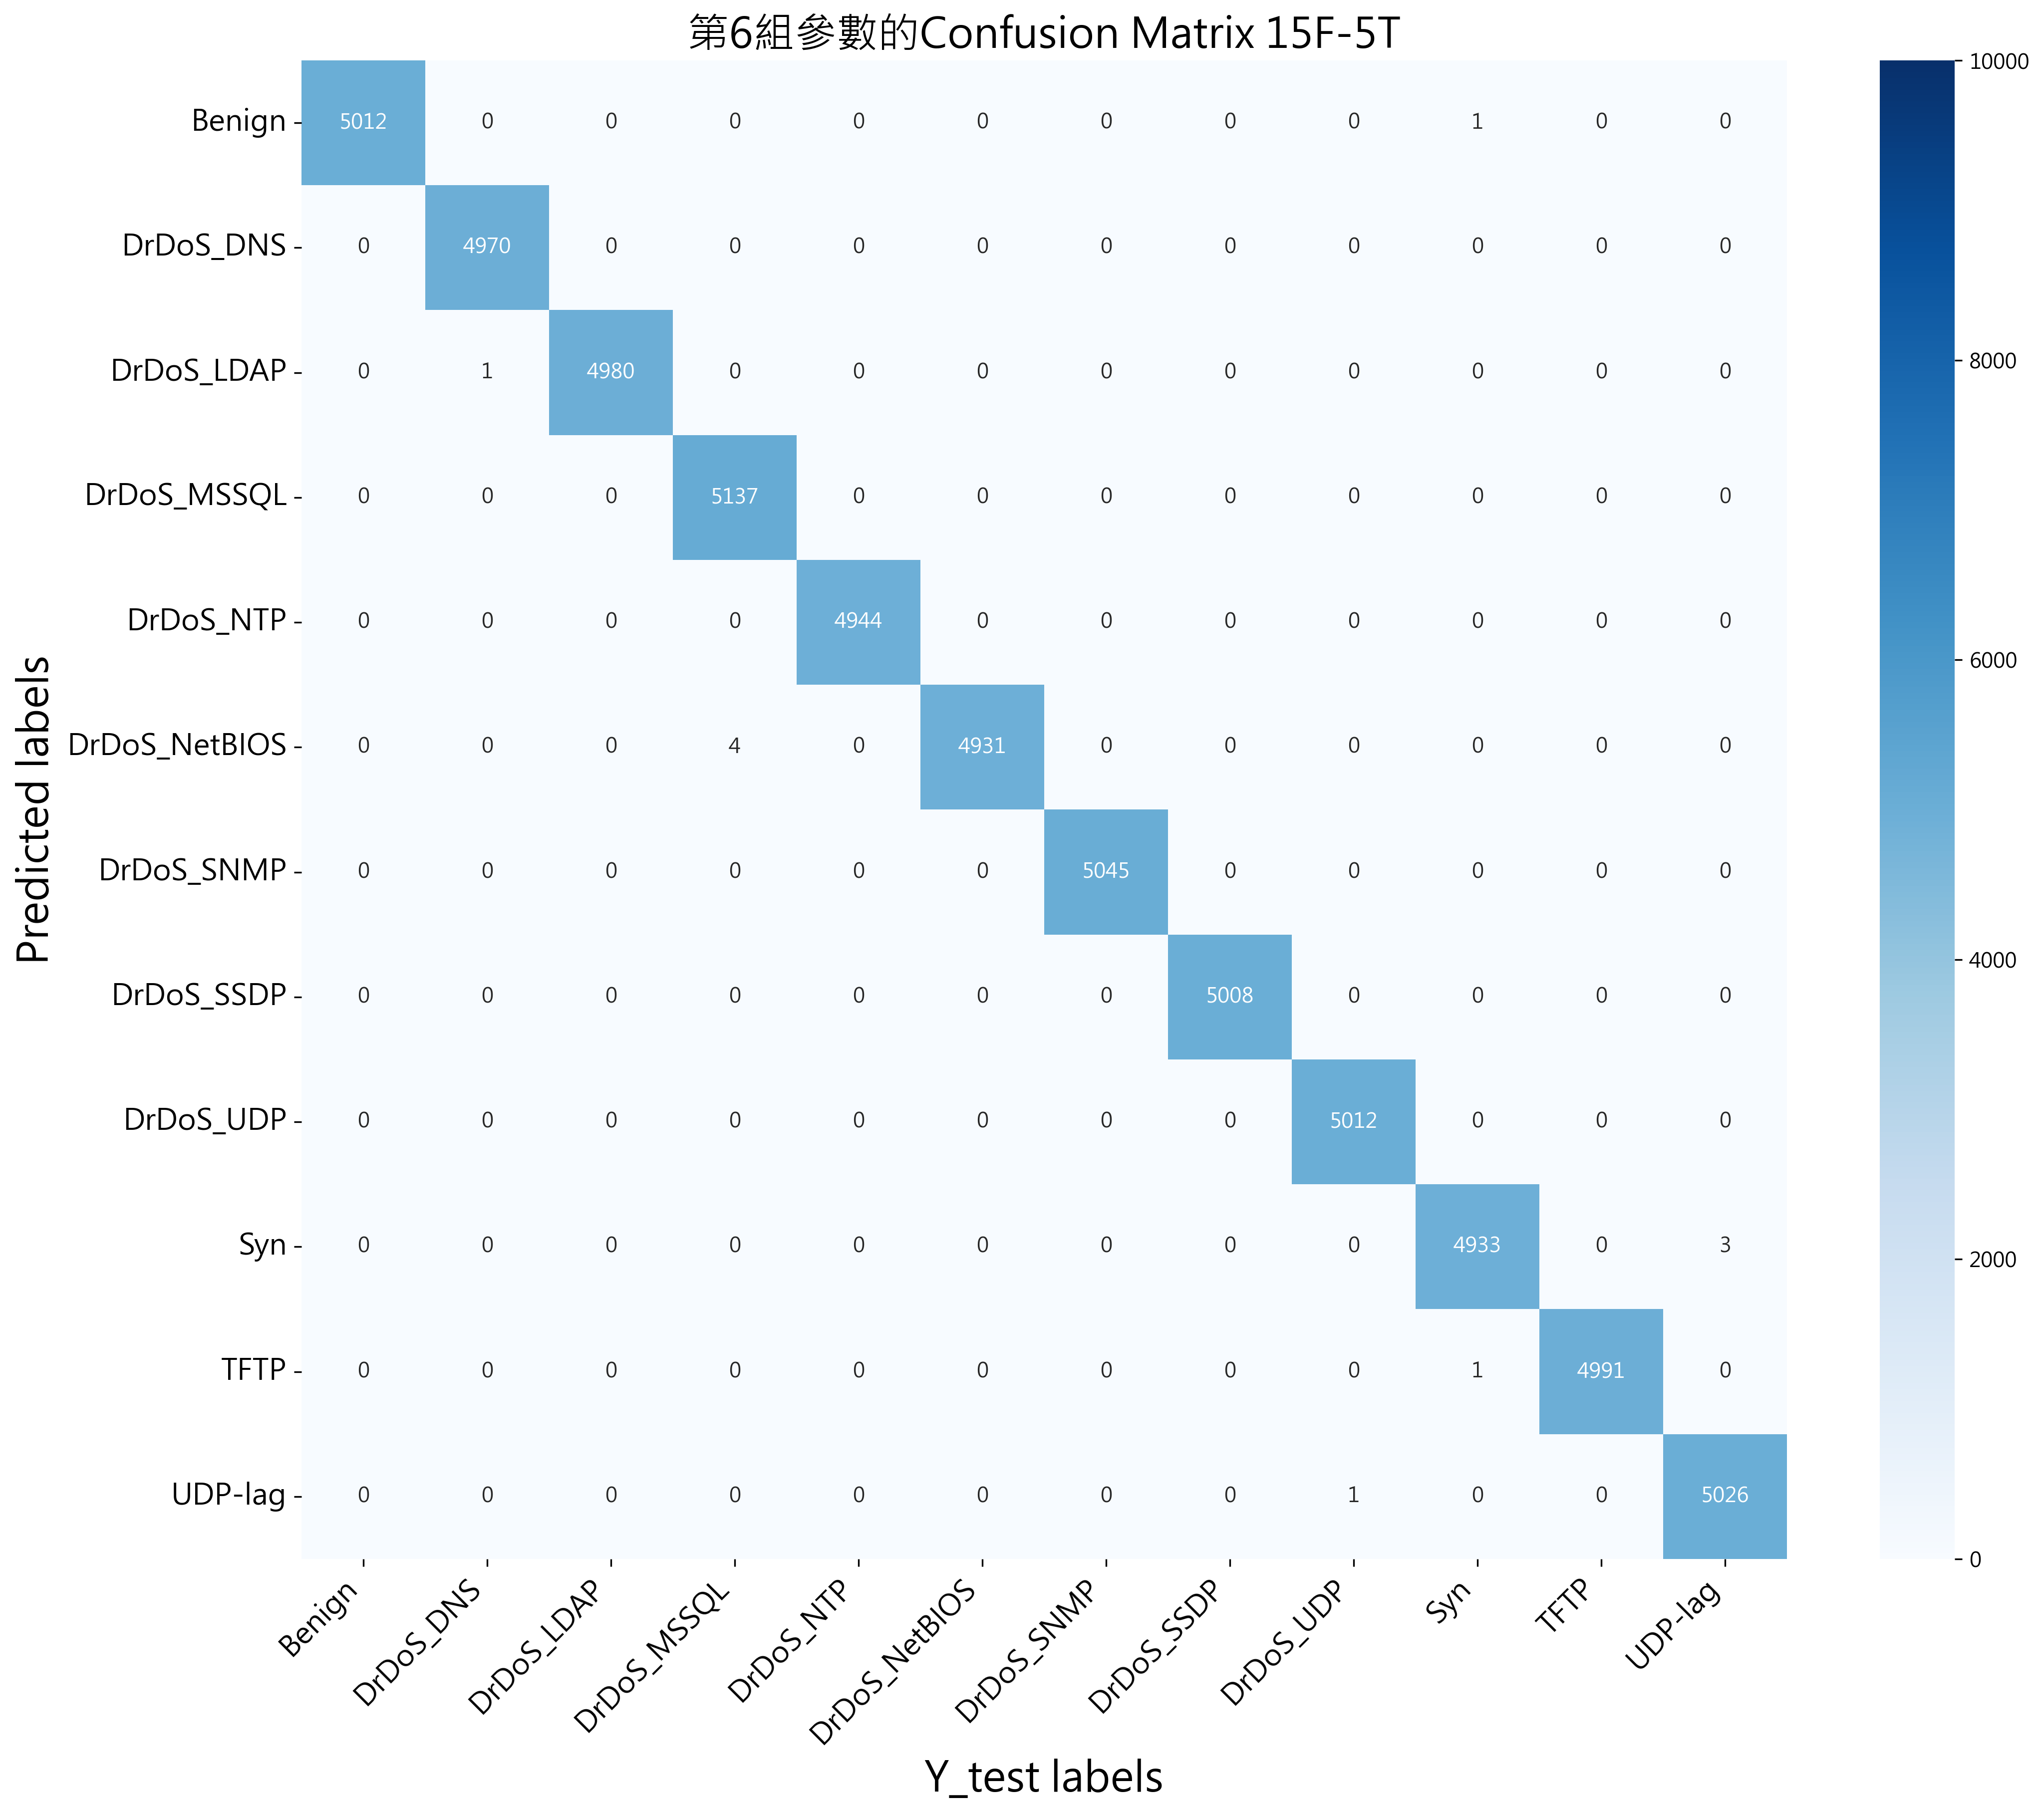 第6組參數的Confusion Matrix 15F-5T
Benign 5012 0 0 0 0 0 0 0 0 1 0 0
DrDoS_DNS 0 4970 0 0 0 0 0 0 0 0 0 0
DrDoS_LDAP 0 1 4980 0 0 0 0 0 0 0 0 0
DrDoS_MSSQL 0 0 0 5137 0 0 0 0 0 0 0 0
DrDoS_NTP 0 0 0 0 4944 0 0 0 0 0 0 0
DrDoS_NetBIOS 0 0 0 4 0 4931 0 0 0 0 0 0
DrDoS_SNMP 0 0 0 0 0 0 5045 0 0 0 0 0
DrDoS_SSDP 0 0 0 0 0 0 0 5008 0 0 0 0
DrDoS_UDP 0 0 0 0 0 0 0 0 5012 0 0 0
Syn 0 0 0 0 0 0 0 0 0 4933 0 3
TFTP 0 0 0 0 0 0 0 0 0 1 4991 0
UDP-lag 0 0 0 0 0 0 0 0 1 0 0 5026
Predicted labels
Benign DrDoS_DNS DrDoS_LDAP DrDoS_MSSQL DrDoS_NTP DrDoS_NetBIOS DrDoS_SNMP DrDoS_SSDP DrDoS_UDP Syn TFTP UDP-lag
Y_test labels
10000
8000
6000
4000
2000
0